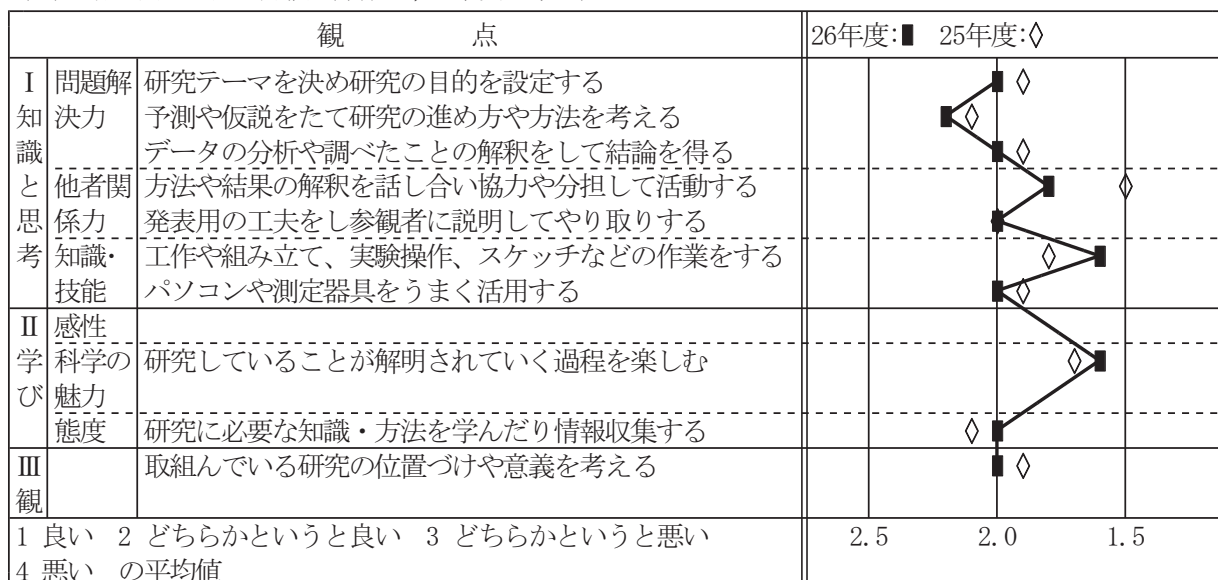 観 点 26年度:■ 25年度:◊
Ⅰ 問題解 研究テーマを決め研究の目的を設定する
知 決力 予測や仮説をたて研究の進め方や方法を考える
識 データの分析や調べたことの解釈をして結論を得る
と 他者関 方法や結果の解釈を話し合い協力や分担して活動する
思 係力 発表用の工夫をし参観者に説明してやり取りする
考 知識・ 工作や組み立て、実験操作、スケッチなどの作業をする
技能 パソコンや測定器具をうまく活用する
Ⅱ 感性
学 科学の 研究していることが解明されていく過程を楽しむ
び 魅力
態度 研究に必要な知識・方法を学んだり情報収集する
Ⅲ 取組んでいる研究の位置づけや意義を考える
観
1 良い 2 どちらかというと良い 3 どちらかというと悪い 2.5 2.0 1.5
4 悪い の平均値